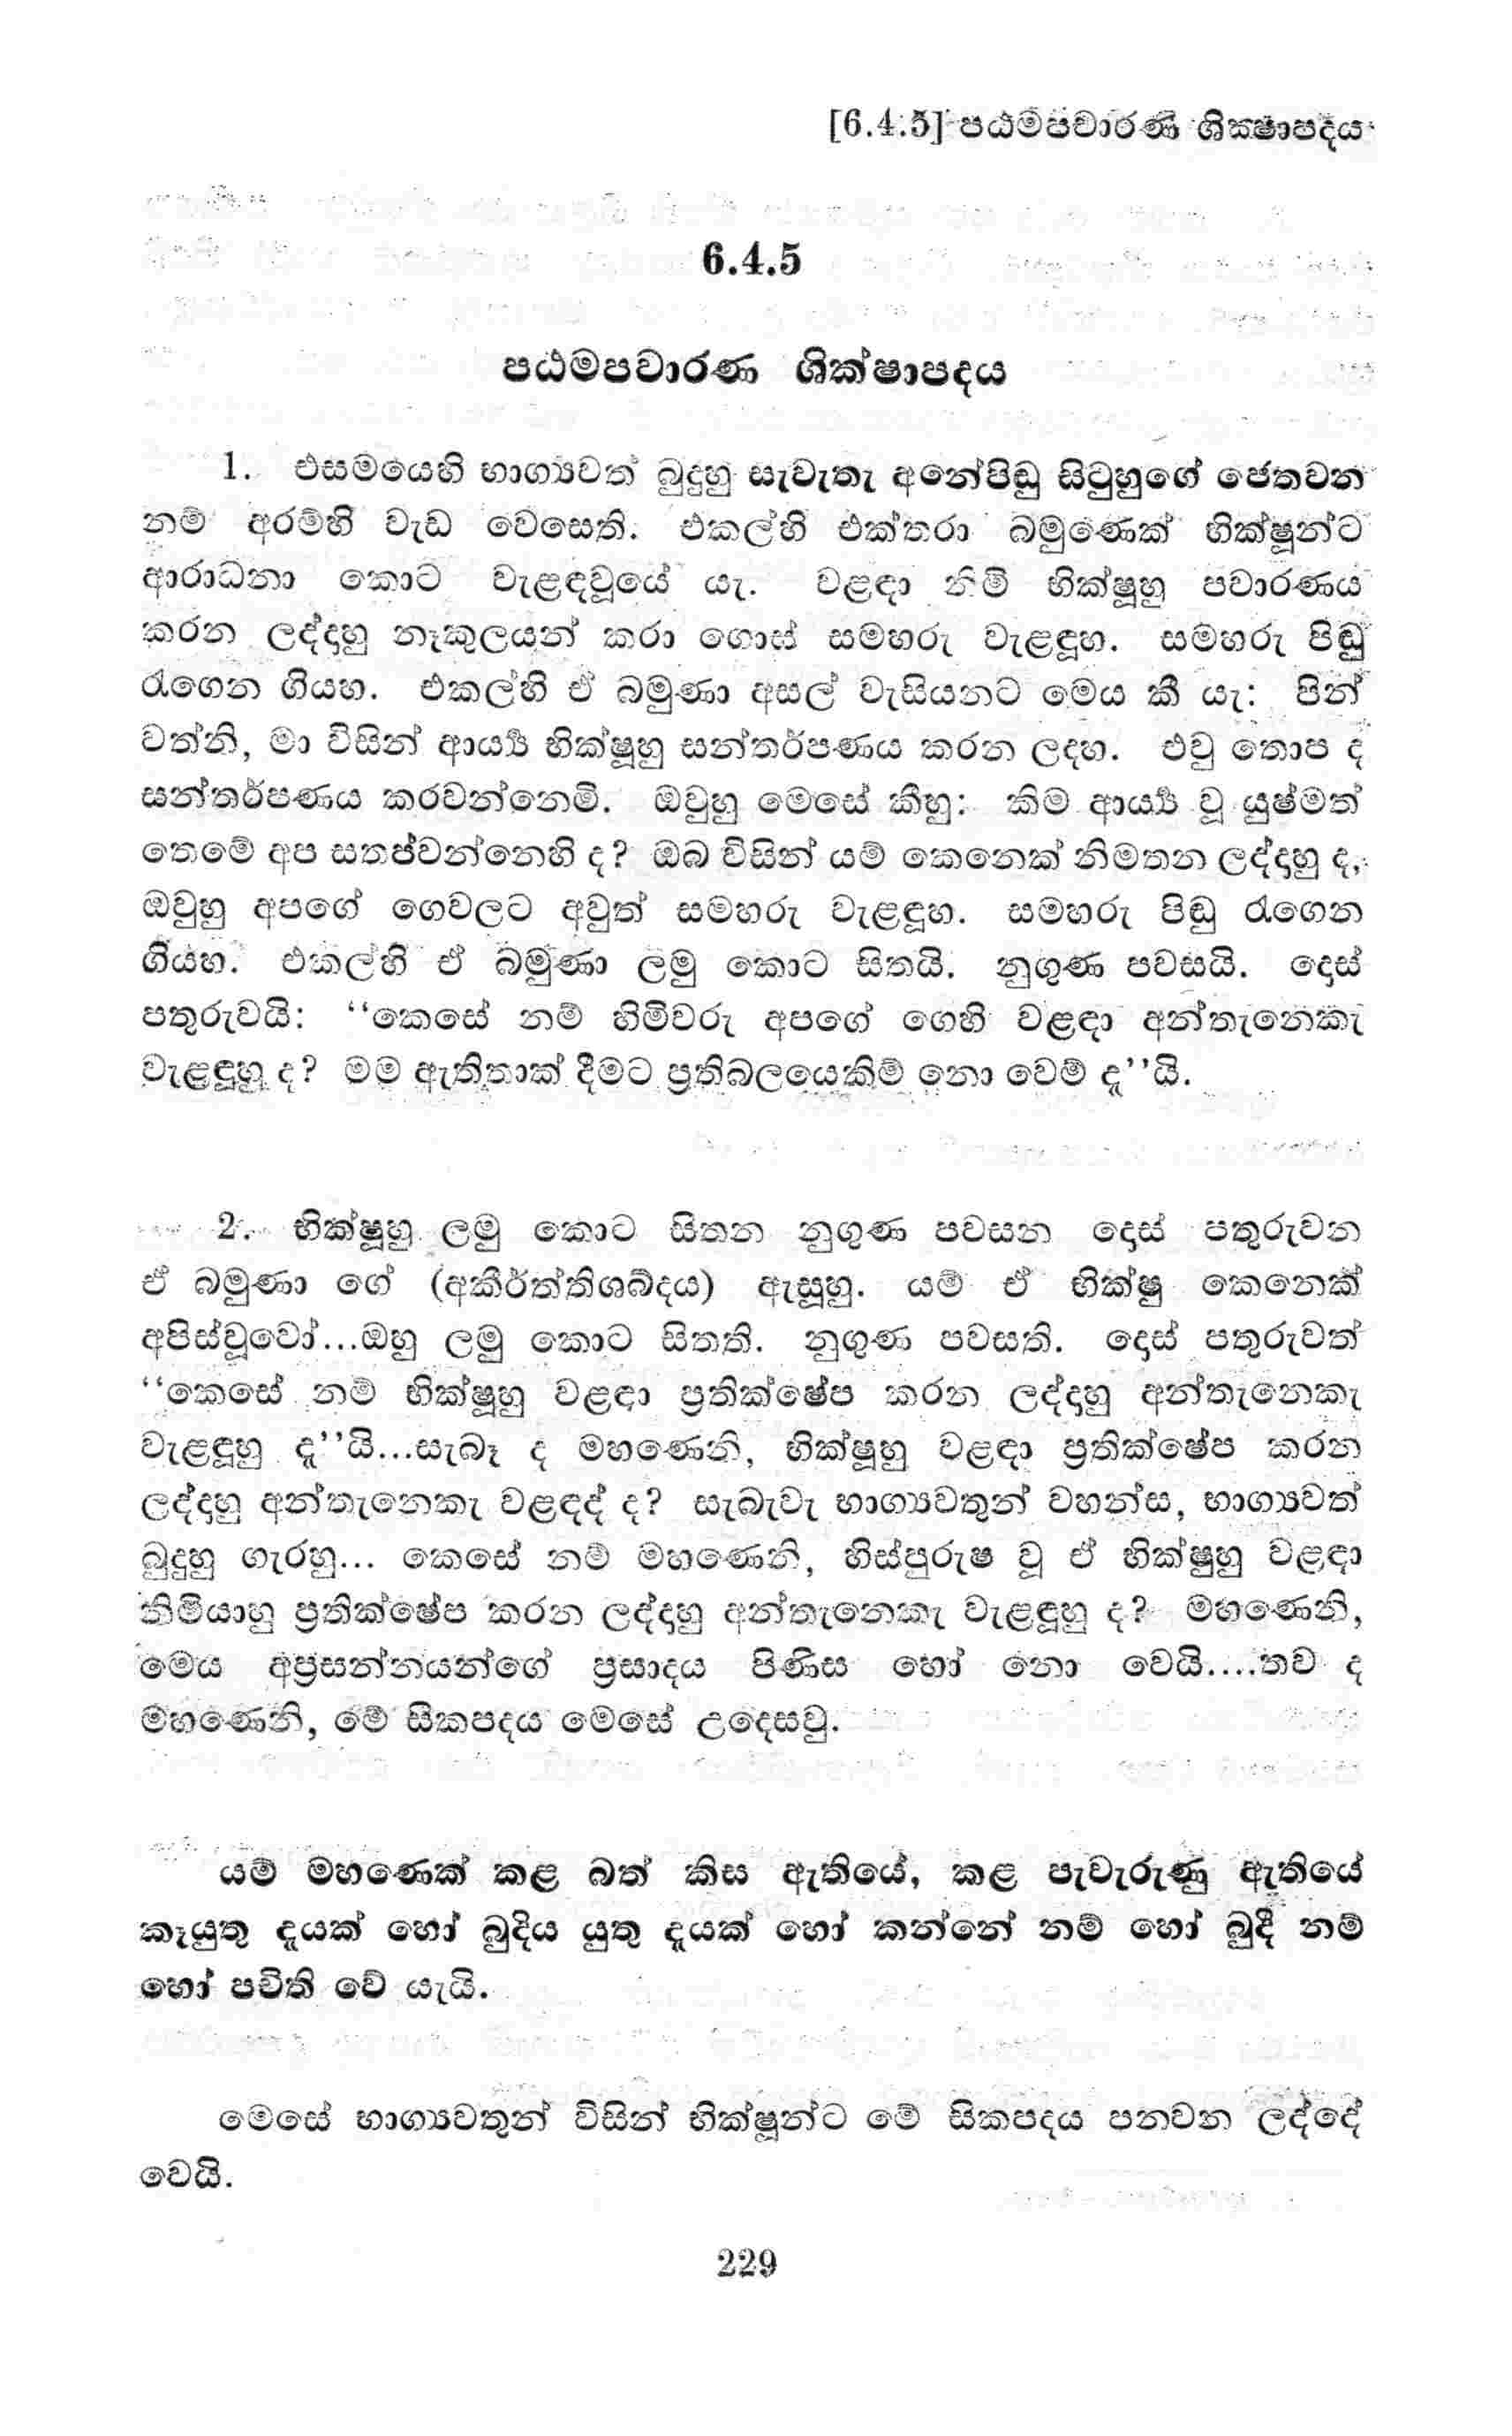 [6.4.5] පඨමපවාරණ ශික්ෂාපදය
6.4.5
පඨමපවාරණ ශික්ෂාපදය
1. එසමයෙහි භාග්‍යවත් බුදුහු සැවැතැ අනේපිඬු සිටුහුගේ ජෙතවන
නම් අරම්හි වැඩ වෙසෙති. එකල්හි එක්තරා බමුණෙක් භික්ෂූන්ට
ආරාධනා කොට වැළඳවූයේ යැ. වළඳා නිමි භික්ෂූහු පවාරණය
කරන ලද්දාහු නෑකුලයන් කරා ගොස් සමහරු වැළඳූහ. සමහරු පිඬු
රැගෙන ගියහ. එකල්හි ඒ බමුණා අසල් වැසියනට මෙය කී යැ: පින්
වත්නි, මා විසින් ආර්‍ය්‍ය භික්ෂූහු සන්තර්පණය කරන ලදහ. එවු තොප ද
සන්තර්පණය කරවන්නෙමි. ඔවුහු මෙසේ කීහු: කිම ආර්‍ය්‍ය වූ යුෂ්මත්
තෙමේ අප සතප්වන්නෙහි ද? ඔබ විසින් යම් කෙනෙක් නිමතන ලද්දාහු ද,
ඔවුහු අපගේ ගෙවලට අවුත් සමහරු වැළඳූහ. සමහරු පිඬු රැගෙන
ගියහ. එකල්හි ඒ බමුණා ලමු කොට සිතයි. නුගුණ පවසයි. දොස්
පතුරුවයි: “කෙසේ නම් හිමිවරු අපගේ ගෙහි වළඳා අන්තැනෙකැ
වැළඳූහු ද? මම ඇතිතාක් දීමට ප්‍රතිබලයෙකිම් නො වෙම් දැ”යි.
2. භික්ෂූහු ලමු කොට සිතන නුගුණ පවසන දොස් පතුරුවන
ඒ බමුණා ගේ (අකීර්ත්තිශබ්දය) ඇසූහු. යම් ඒ භික්ෂු කෙනෙක්
අපිස්වූවෝ...ඔහු ලමු කොට සිතති. නුගුණ පවසති. දොස් පතුරුවත්
“කෙසේ නම් භික්ෂූහු වළඳා ප්‍රතික්ෂේප කරන ලද්දාහු අන්තැනෙකැ
වැළඳූහු දැ”යි...සැබෑ ද මහණෙනි, භික්ෂූහු වළඳා ප්‍රතික්ෂේප කරන
ලද්දාහු අන්තැනෙකැ වළඳද් ද? සැබැවැ භාග්‍යවතුන් වහන්ස, භාග්‍යවත්
බුදුහු ගැරහු... කෙසේ නම් මහණෙනි, හිස්පුරුෂ වූ ඒ භික්ෂුහු වළඳා
නිමියාහු ප්‍රතික්ෂේප කරන ලද්දාහු අන්තැනෙකැ වැළඳූහු ද? මහණෙනි,
මෙය අප්‍රසන්නයන්ගේ ප්‍රසාදය පිණිස හෝ නො වෙයි....තව ද
මහණෙනි, මේ සිකපදය මෙසේ උදෙසවු.
යම් මහණෙක් කළ බත් කිස ඇතියේ, කළ පැවැරුණු ඇතියේ
කෑයුතු දැයක් හෝ බුදිය යුතු දැයක් හෝ කන්නේ නම් හෝ බුදී නම්
හෝ පචිති වේ යැයි.
මෙසේ භාග්‍යවතුන් විසින් භික්ෂූන්ට මේ සිකපදය පනවන ලද්දේ
වෙයි.
229